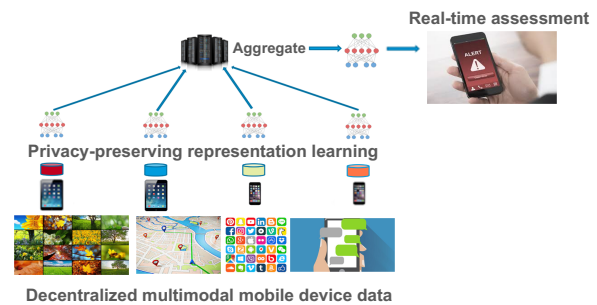 Real-time assessment
Aggregate
ALERT
Privacy-preserving representation learning
Decentralized multimodal mobile device data